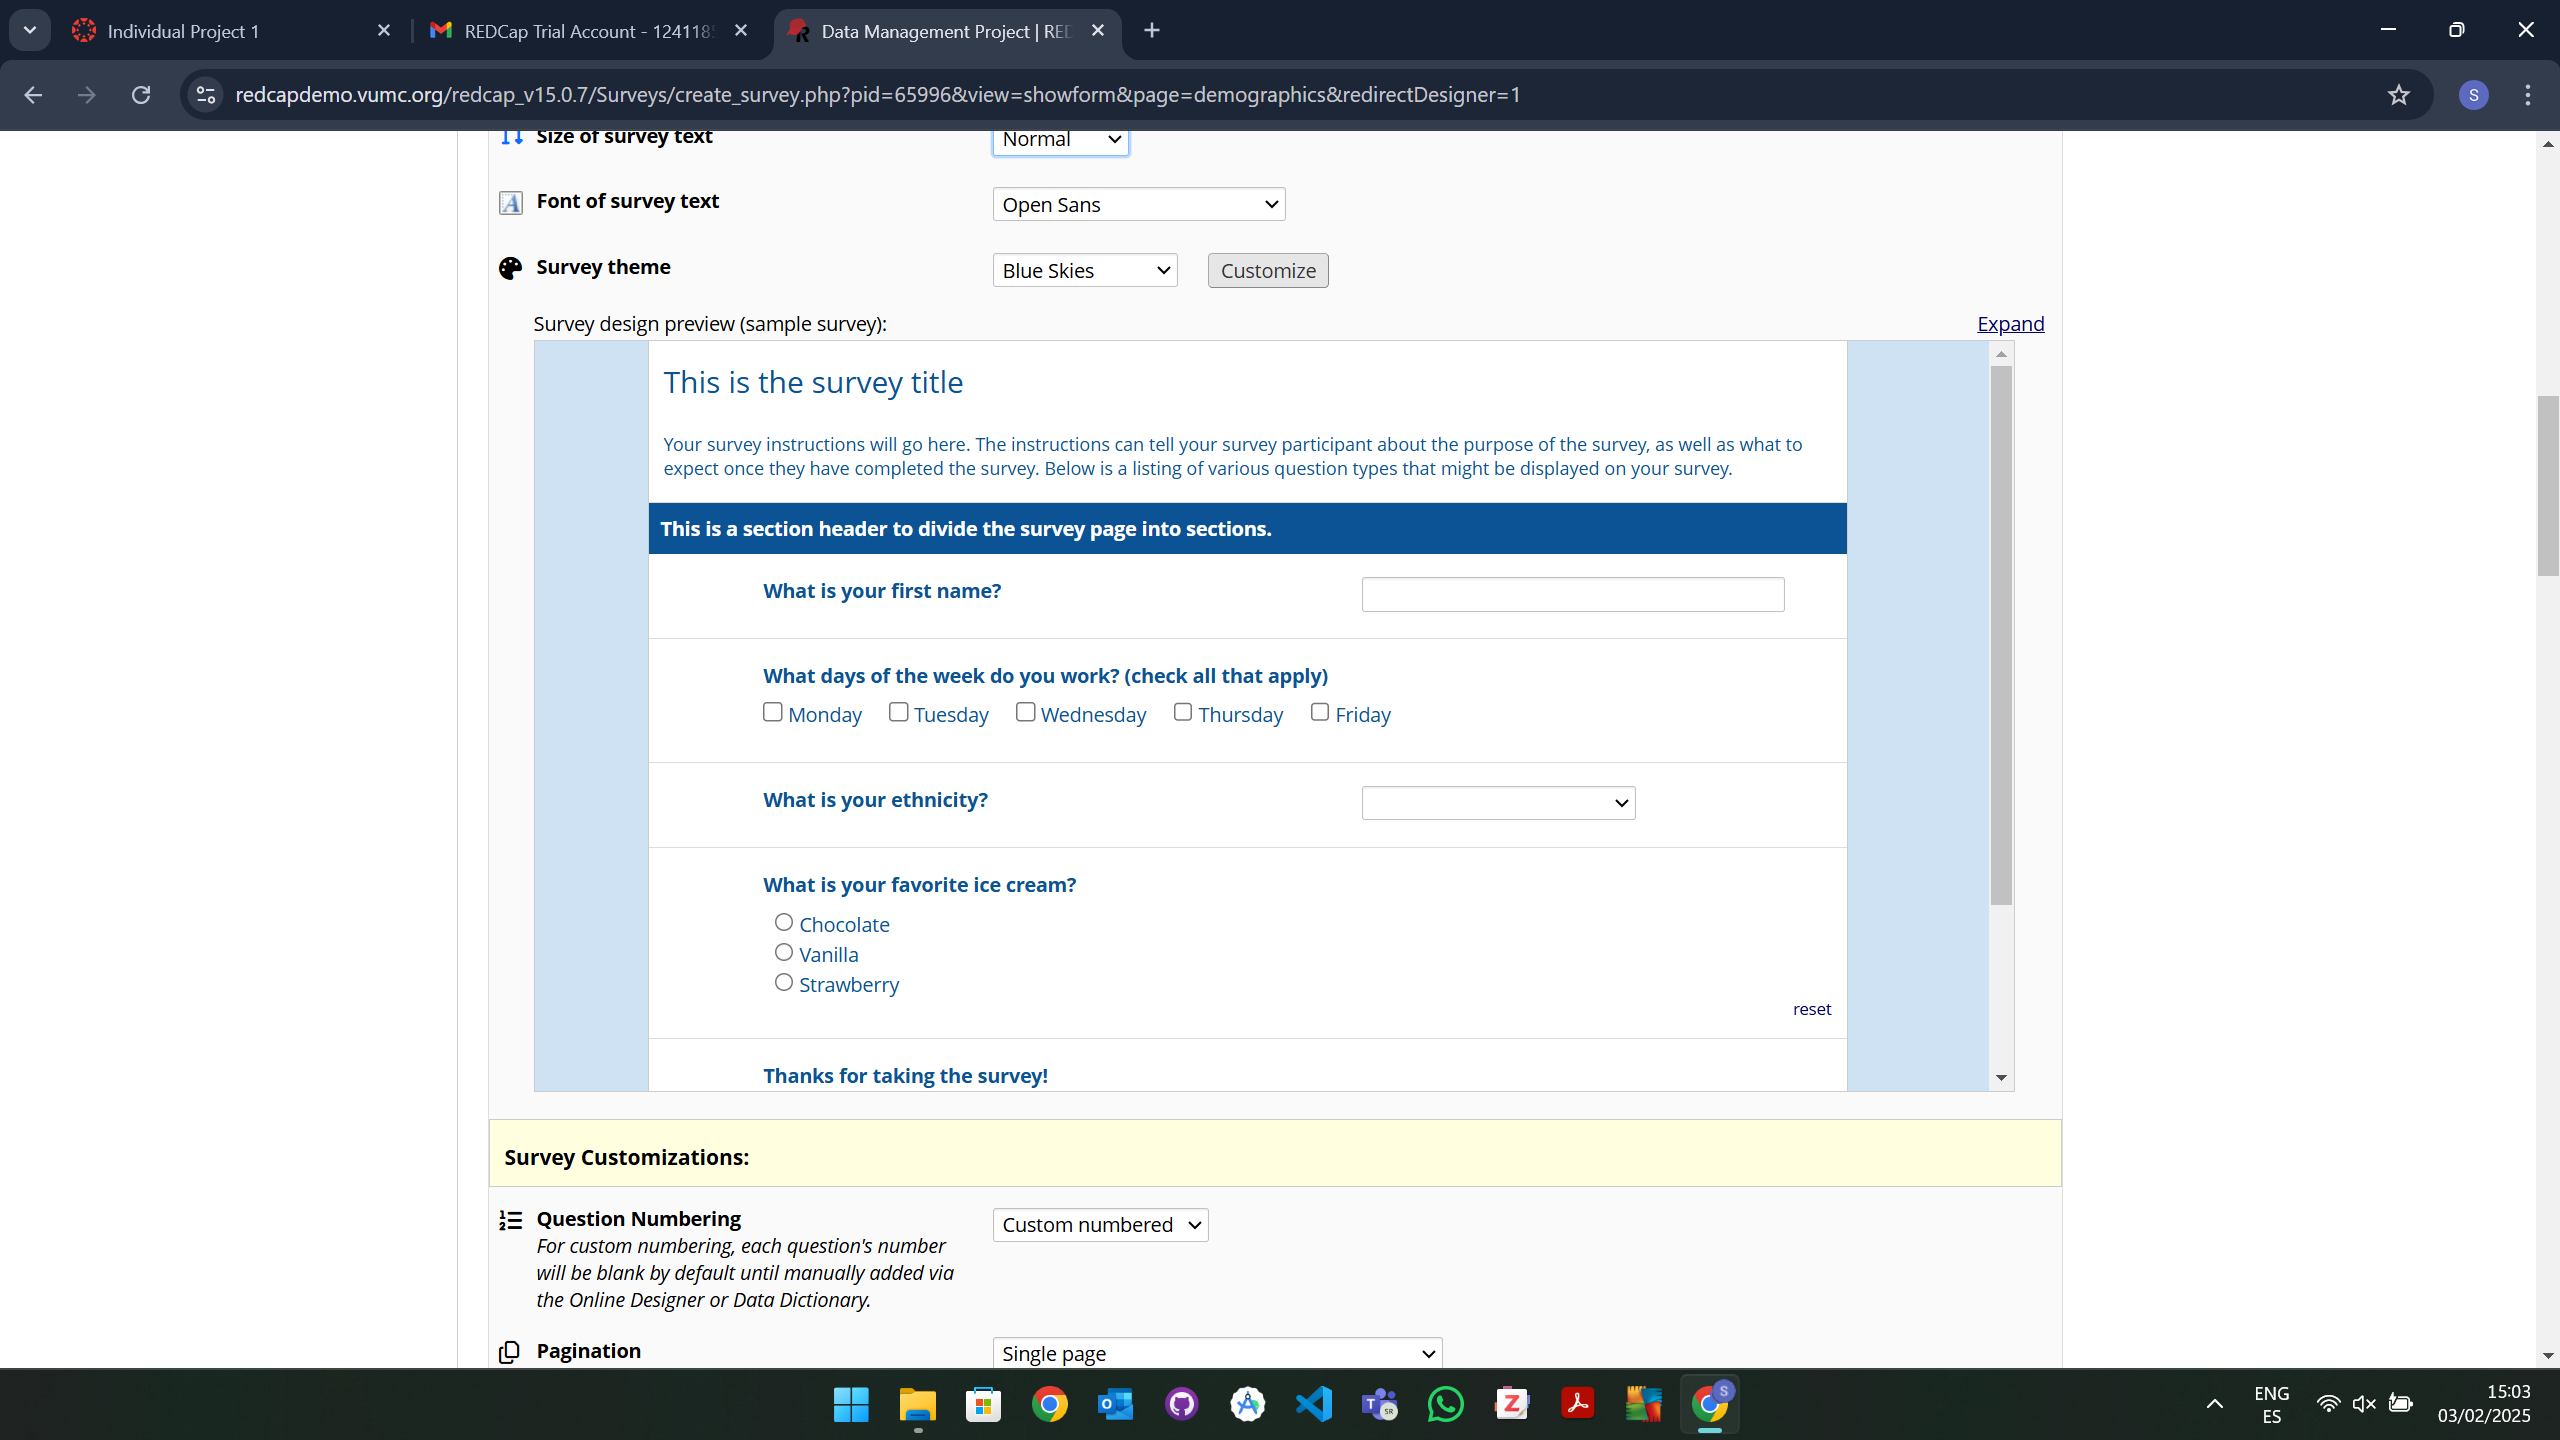 Individual Project 1
REDCap Trial Account - 124118
Data Management Project | RED
redcapdemo.vumc.org/redcap_v15.0.7/Surveys/create_survey.php?pid=65996&view=showform&page=demographics&redirectDesigner=1
S
Size of survey text
Normal
Font of survey text
Open Sans
Survey theme
Blue Skies
Customize
Survey design preview (sample survey):
Expand
This is the survey title
Your survey instructions will go here. The instructions can tell your survey participant about the purpose of the survey, as well as what to
expect once they have completed the survey. Below is a listing of various question types that might be displayed on your survey.
This is a section header to divide the survey page into sections.
What is your first name?
What days of the week do you work? (check all that apply)
Monday Tuesday Wednesday Thursday Friday
What is your ethnicity?
What is your favorite ice cream?
Chocolate
Vanilla
Strawberry
reset
Thanks for taking the survey!
Survey Customizations:
Question Numbering
Custom numbered
For custom numbering, each question's number
will be blank by default until manually added via
the Online Designer or Data Dictionary.
Pagination
Single page
ENG
ES
15:03
03/02/2025